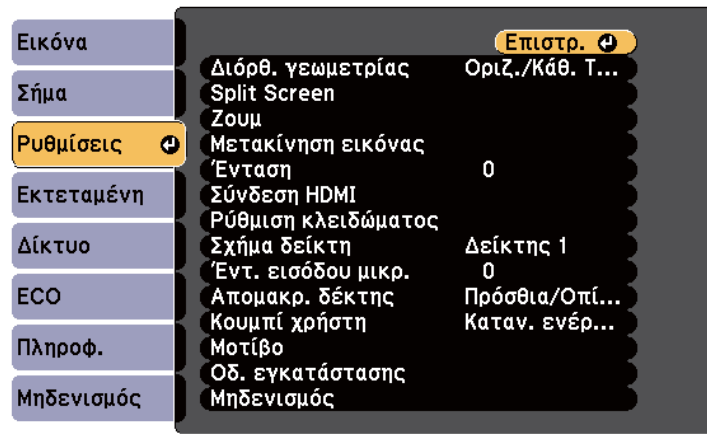 Εικόνα
Σήμα
Ρυθμίσεις
Εκτεταμένη
Δίκτυο
ECO
Πληροφ.
Μηδενισμός
Επιστρ.
Διόρθ. γεωμετρίας Οριζ./Κάθ. Τ...
Split Screen
Ζουμ
Μετακίνηση εικόνας
Ένταση 0
Σύνδεση HDMI
Ρύθμιση κλειδώματος
Σχήμα δείκτη Δείκτης 1
Έντ. εισόδου μικρ. 0
Απομακρ. δέκτης Πρόσθια/Οπί...
Κουμπί χρήστη Καταν. ενέρ...
Μοτίβο
Οδ. εγκατάστασης
Μηδενισμός